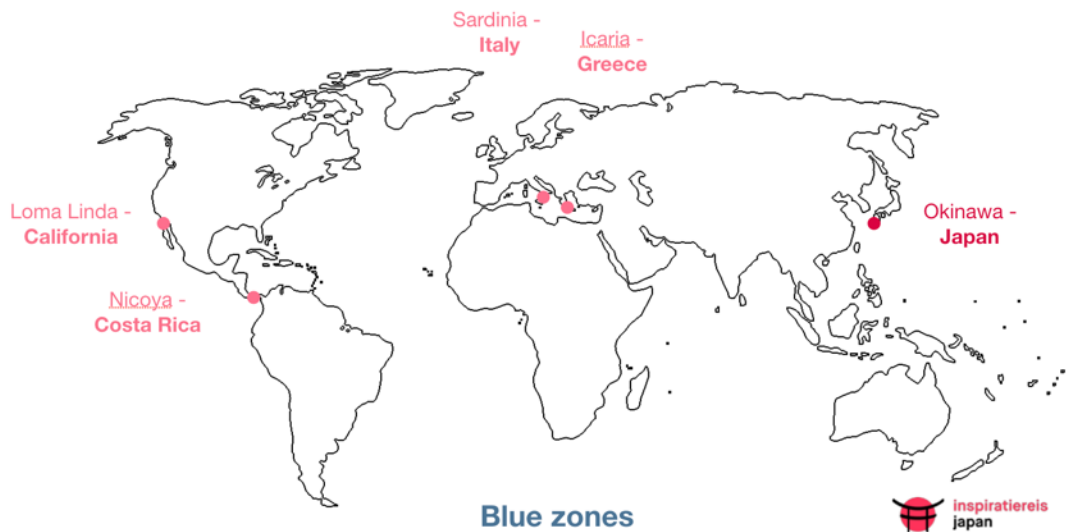 Sardinia -
Italy
Icaria -
Greece
Loma Linda -
California
Okinawa -
Japan
Nicoya -
Costa Rica
Blue zones
inspiratiereis
japan